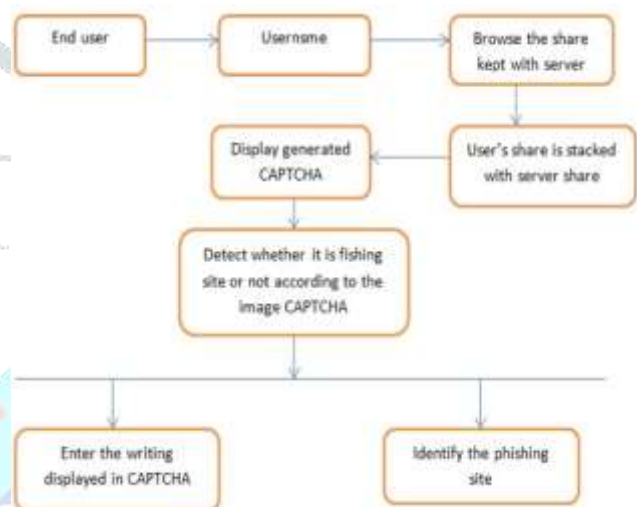 End user
Usernsme
Browse the share
kept with server
User's share is stacked
with server share
Display generated
CAPTCHA
Detect whether it is fishing
site or not according to the
image CAPTCHA
Enter the writing
displayed in CAPTCHA
Identify the phishing
site